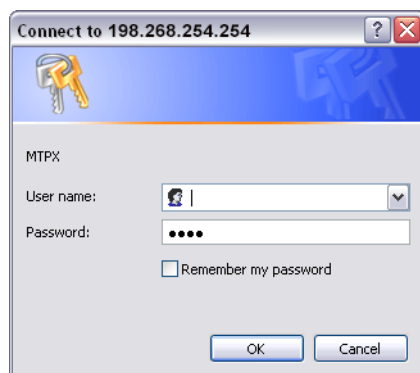 Connect to 198.268.254.254
MTPX
User name:
Password:
Remember my password
OK
Cancel